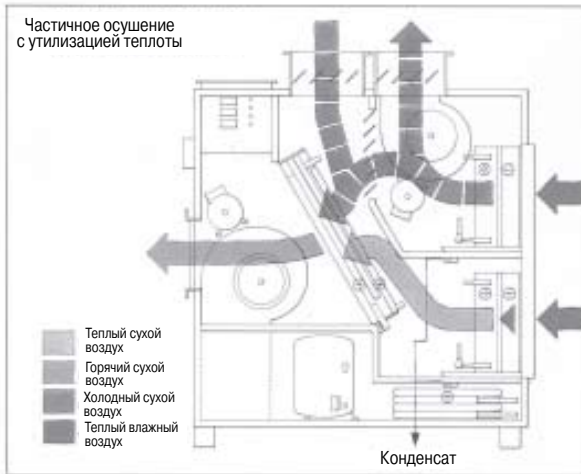 Частичное осушение
с утилизацией теплоты
Теплый сухой
воздух
Горячий сухой
воздух
Холодный сухой
воздух
Теплый влажный
воздух
Конденсат